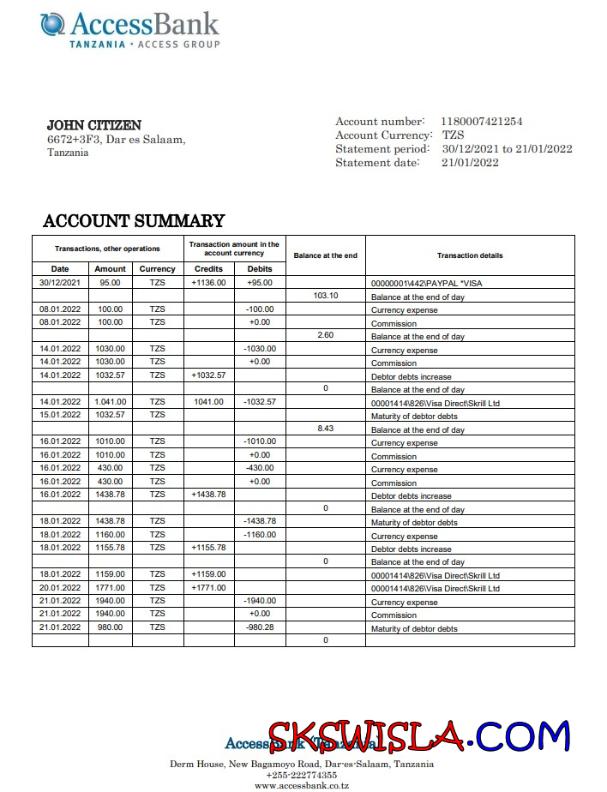 AccessBank
TANZANIA • ACCESS GROUP
JOHN CITIZEN
6672+3F3, Dar es Salaam,
Tanzania
Account number: 1180007421254
Account Currency: TZS
Statement period: 30/12/2021 to 21/01/2022
Statement date: 21/01/2022
ACCOUNT SUMMARY
Transactions, other operations Transaction amount in the account currency Balance at the end Transaction details
Date Amount Currency Credits Debits
30/12/2021 95.00 TZS +1136.00 +95.00 00000001\442\PAYPAL *VISA
103.10 Balance at the end of day
08.01.2022 100.00 TZS -100.00 Currency expense
08.01.2022 100.00 TZS +0.00 Commission
2.60 Balance at the end of day
14.01.2022 1030.00 TZS -1030.00 Currency expense
14.01.2022 1030.00 TZS +0.00 Commission
14.01.2022 1032.57 TZS +1032.57 Debtor debts increase
0 Balance at the end of day
14.01.2022 1.041.00 TZS 1041.00 -1032.57 00001414\826\Visa Direct\Skrill Ltd
15.01.2022 1032.57 TZS Maturity of debtor debts
8.43 Balance at the end of day
16.01.2022 1010.00 TZS -1010.00 Currency expense
16.01.2022 1010.00 TZS +0.00 Commission
16.01.2022 430.00 TZS -430.00 Currency expense
16.01.2022 430.00 TZS +0.00 Commission
16.01.2022 1438.78 TZS +1438.78 Debtor debts increase
0 Balance at the end of day
18.01.2022 1438.78 TZS -1438.78 Maturity of debtor debts
18.01.2022 1160.00 TZS -1160.00 Currency expense
18.01.2022 1155.78 TZS +1155.78 Debtor debts increase
0 Balance at the end of day
18.01.2022 1159.00 TZS +1159.00 00001414\826\Visa Direct\Skrill Ltd
20.01.2022 1771.00 TZS +1771.00 00001414\826\Visa Direct\Skrill Ltd
21.01.2022 1940.00 TZS -1940.00 Currency expense
21.01.2022 1940.00 TZS +0.00 Commission
21.01.2022 980.00 TZS -980.28 Maturity of debtor debts
0
AccessBank (Tanzania)
SKSWISLA.COM
Derm House, New Bagamoyo Road, Dar-es-Salaam, Tanzania
+255-222774355
www.accessbank.co.tz